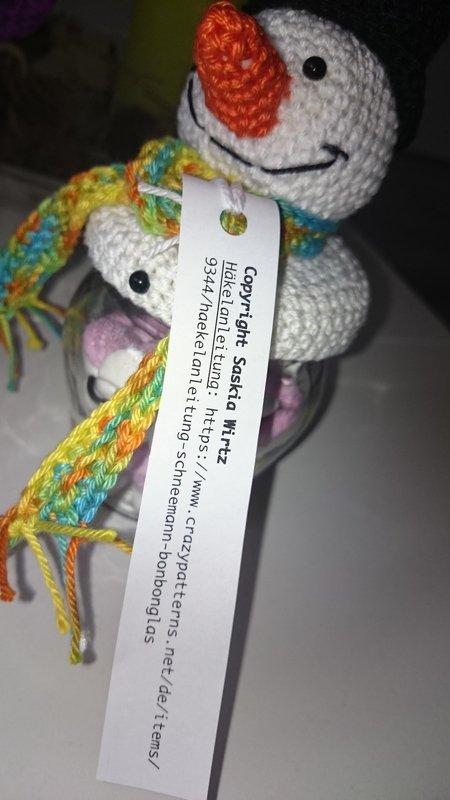 Copyright Saskia Wirtz
Häkelanleitung: https://www.crazypatterns.net/de/items/
9344/haekelanleitung-schneemann-bonbonglas